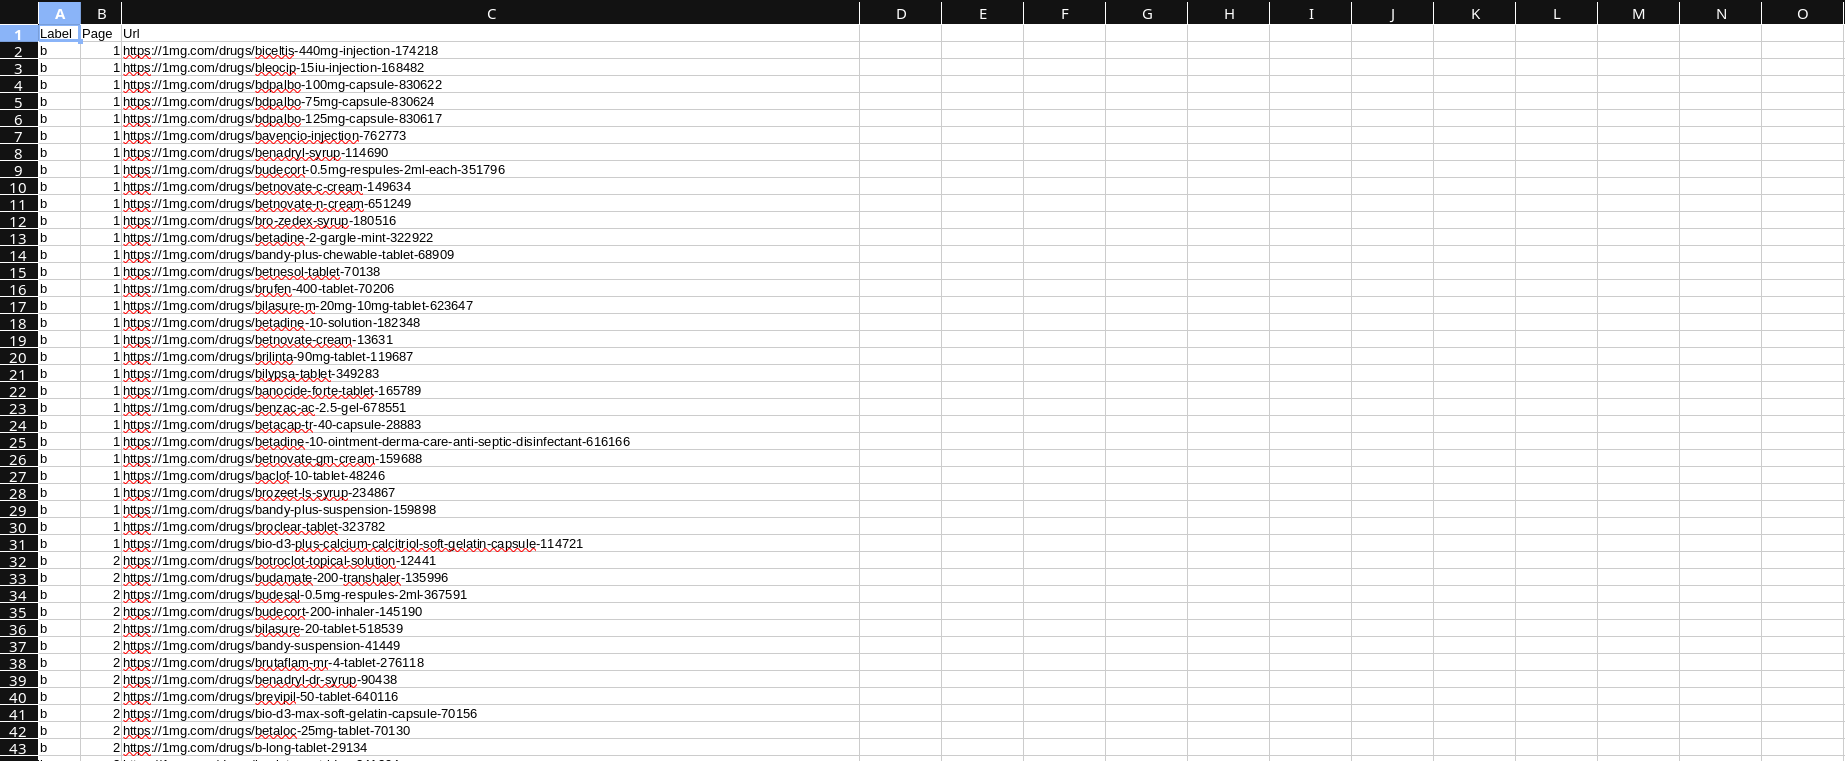 A B C D E F G H I J K L M N O
1 Label Page Url
2 b 1 https://1mg.com/drugs/biceltis-440mg-injection-174218
3 b 1 https://1mg.com/drugs/bleocip-15iu-injection-168482
4 b 1 https://1mg.com/drugs/bdpalbo-100mg-capsule-830622
5 b 1 https://1mg.com/drugs/bdpalbo-75mg-capsule-830624
6 b 1 https://1mg.com/drugs/bdpalbo-125mg-capsule-830617
7 b 1 https://1mg.com/drugs/bavencio-injection-762773
8 b 1 https://1mg.com/drugs/benadryl-syrup-114690
9 b 1 https://1mg.com/drugs/budecort-0.5mg-respules-2ml-each-351796
10 b 1 https://1mg.com/drugs/betnovate-c-cream-149634
11 b 1 https://1mg.com/drugs/betnovate-n-cream-651249
12 b 1 https://1mg.com/drugs/bro-zedex-syrup-180516
13 b 1 https://1mg.com/drugs/betadine-2-gargle-mint-322922
14 b 1 https://1mg.com/drugs/bandy-plus-chewable-tablet-68909
15 b 1 https://1mg.com/drugs/betnesol-tablet-70138
16 b 1 https://1mg.com/drugs/brufen-400-tablet-70206
17 b 1 https://1mg.com/drugs/bilasure-m-20mg-10mg-tablet-623647
18 b 1 https://1mg.com/drugs/betadine-10-solution-182348
19 b 1 https://1mg.com/drugs/betnovate-cream-13631
20 b 1 https://1mg.com/drugs/brilinta-90mg-tablet-119687
21 b 1 https://1mg.com/drugs/bilypsa-tablet-349283
22 b 1 https://1mg.com/drugs/banocide-forte-tablet-165789
23 b 1 https://1mg.com/drugs/benzac-ac-2.5-gel-678551
24 b 1 https://1mg.com/drugs/betacap-tr-40-capsule-28883
25 b 1 https://1mg.com/drugs/betadine-10-ointment-derma-care-anti-septic-disinfectant-616166
26 b 1 https://1mg.com/drugs/betnovate-gm-cream-159688
27 b 1 https://1mg.com/drugs/baclof-10-tablet-48246
28 b 1 https://1mg.com/drugs/brozeet-ls-syrup-234867
29 b 1 https://1mg.com/drugs/bandy-plus-suspension-159898
30 b 1 https://1mg.com/drugs/broclear-tablet-323782
31 b 1 https://1mg.com/drugs/bio-d3-plus-calcium-calcitriol-soft-gelatin-capsule-114721
32 b 2 https://1mg.com/drugs/botroclot-topical-solution-12441
33 b 2 https://1mg.com/drugs/budamate-200-transhaler-135996
34 b 2 https://1mg.com/drugs/budesal-0.5mg-respules-2ml-367591
35 b 2 https://1mg.com/drugs/budecort-200-inhaler-145190
36 b 2 https://1mg.com/drugs/bilasure-20-tablet-518539
37 b 2 https://1mg.com/drugs/bandy-suspension-41449
38 b 2 https://1mg.com/drugs/brutaflam-mr-4-tablet-276118
39 b 2 https://1mg.com/drugs/benadryl-dr-syrup-90438
40 b 2 https://1mg.com/drugs/brevipil-50-tablet-640116
41 b 2 https://1mg.com/drugs/bio-d3-max-soft-gelatin-capsule-70156
42 b 2 https://1mg.com/drugs/betaloc-25mg-tablet-70130
43 b 2 https://1mg.com/drugs/b-long-tablet-29134